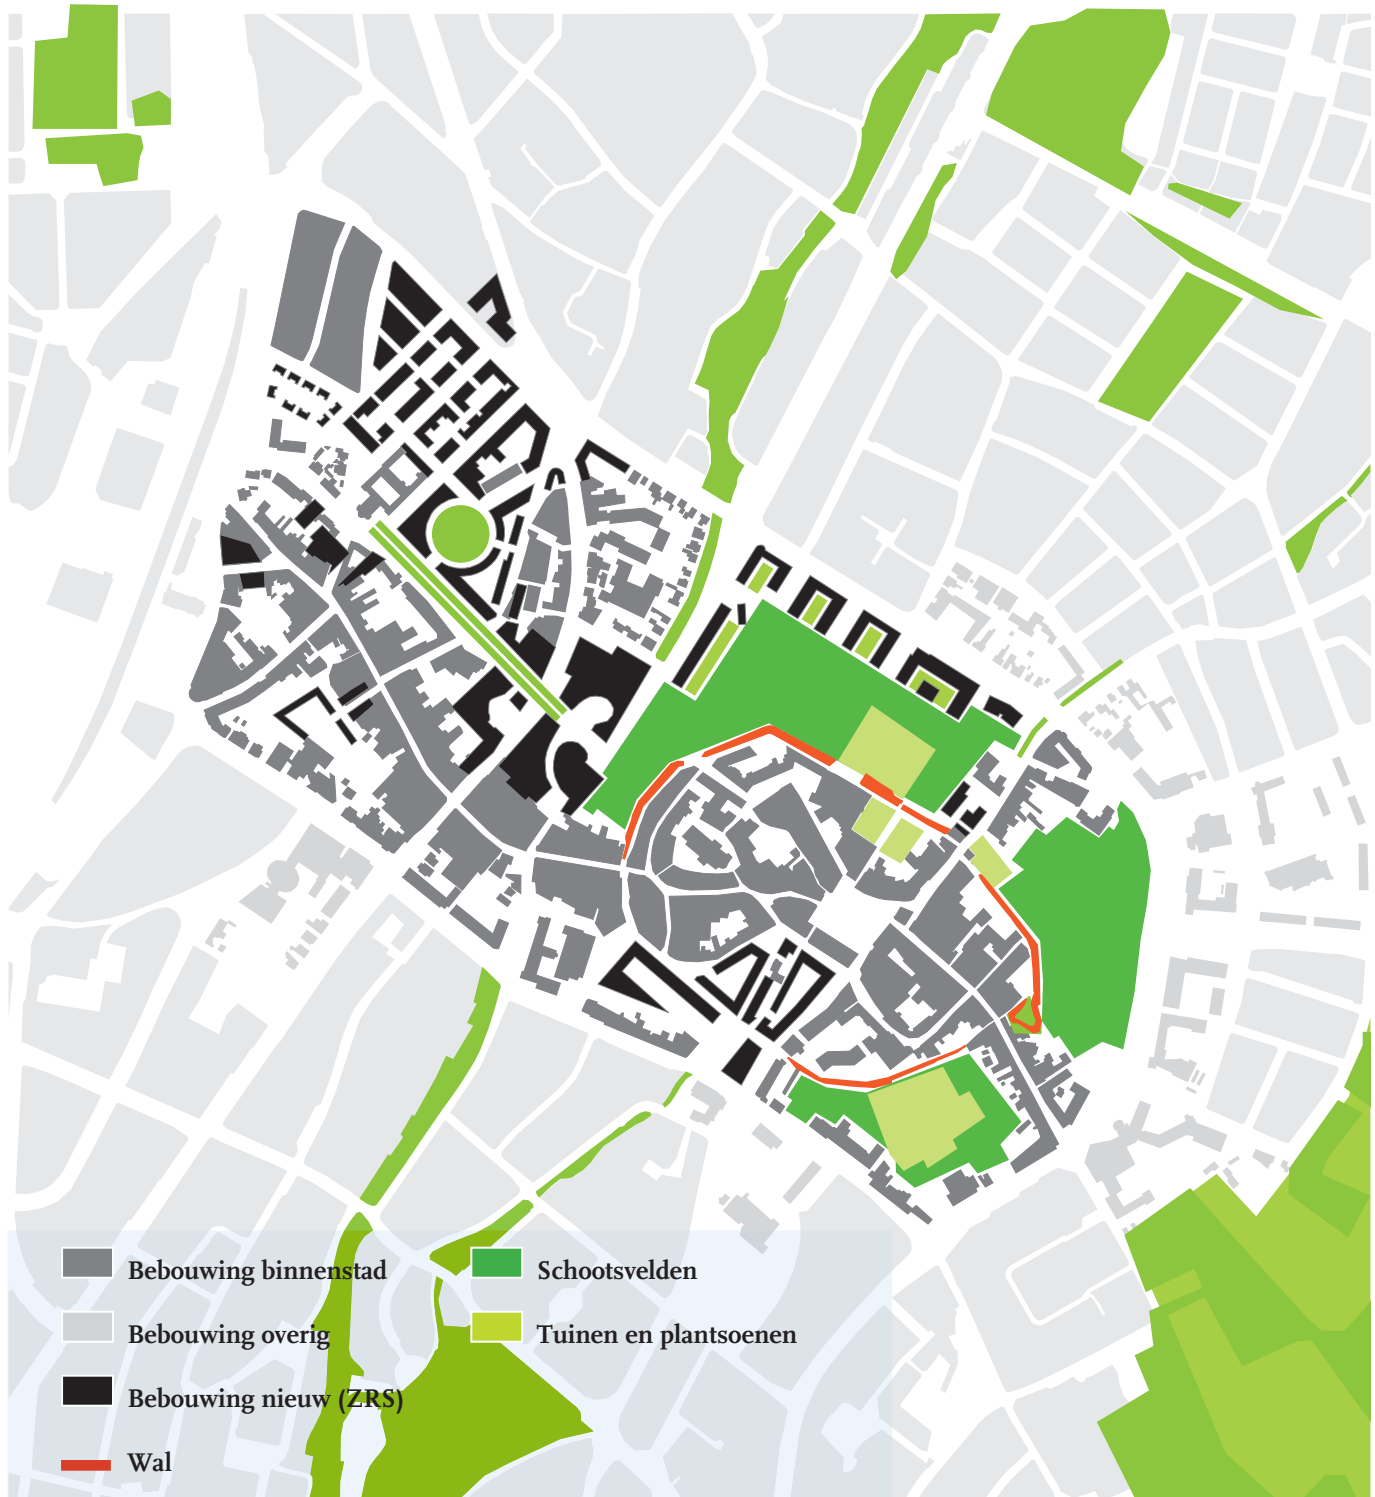 Bebouwing binnenstad
Bebouwing overig
Bebouwing nieuw (ZRS)
Wal
Schootsvelden
Tuinen en plantsoenen